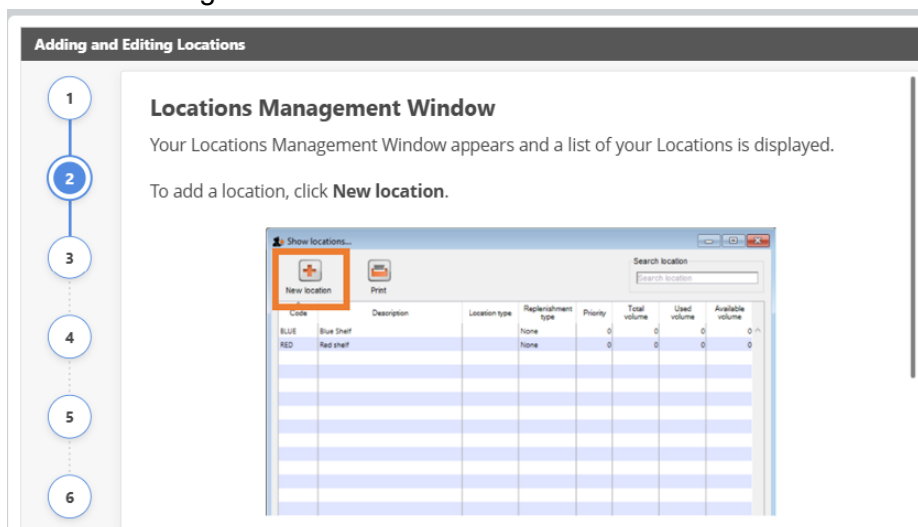 Adding and Editing Locations
1
2
3
4
5
6
Locations Management Window
Your Locations Management Window appears and a list of your Locations is displayed.
To add a location, click New location.
Show locations...
New location
Print
Search location
Search location
Code Description Location type Replenishment type Priority Total volume Used volume Available volume
BLUE Blue Shelf None 0 0 0 0
RED Red shelf None 0 0 0 0